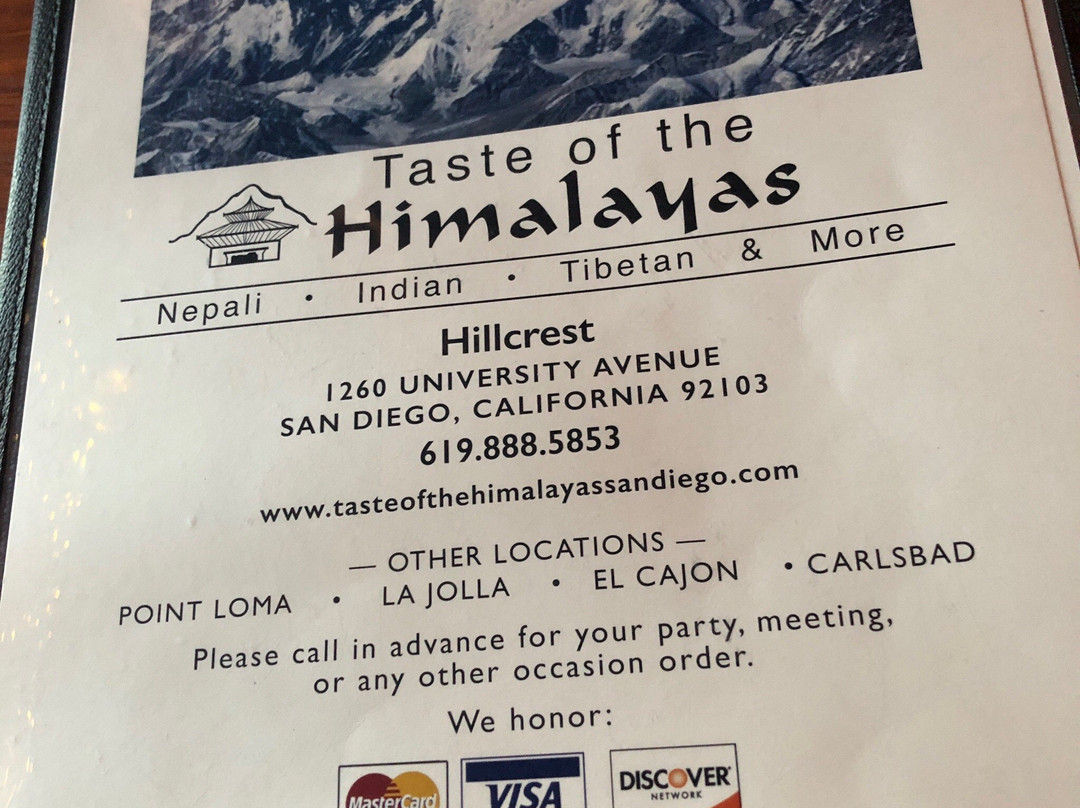 Taste of the
Himalayas
Nepali • Indian • Tibetan & More
Hillcrest
1260 UNIVERSITY AVENUE
SAN DIEGO, CALIFORNIA 92103
619.888.5853
www.tasteofthehimalayassandiego.com
— OTHER LOCATIONS —
POINT LOMA • LA JOLLA • EL CAJON • CARLSBAD
Please call in advance for your party, meeting,
or any other occasion order.
We honor:
MasterCard VISA DISCOVER
NETWORK